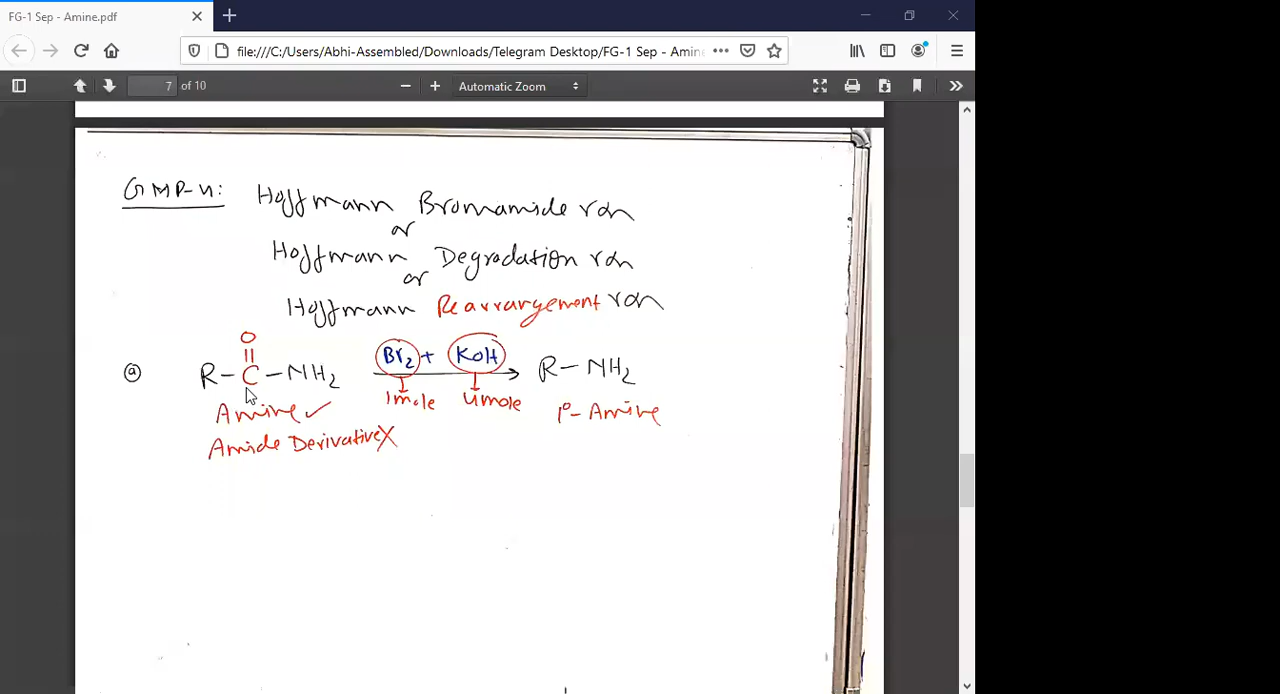 FG-1 Sep - Amine.pdf
file:///C:/Users/Abhi-Assembled/Downloads/Telegram Desktop/FG-1 Sep - Amine
7 of 10
Automatic Zoom
GMP-4:
Hoffmann Bromamide rxn
or
Hoffmann Degradation rxn
or
Hoffmann Rearrangement rxn
O
ⓐ R - C - NH2 Br2 + KOH R - NH2
1mole 4mole
Amine ✓ 1° - Amine
Amide Derivative X